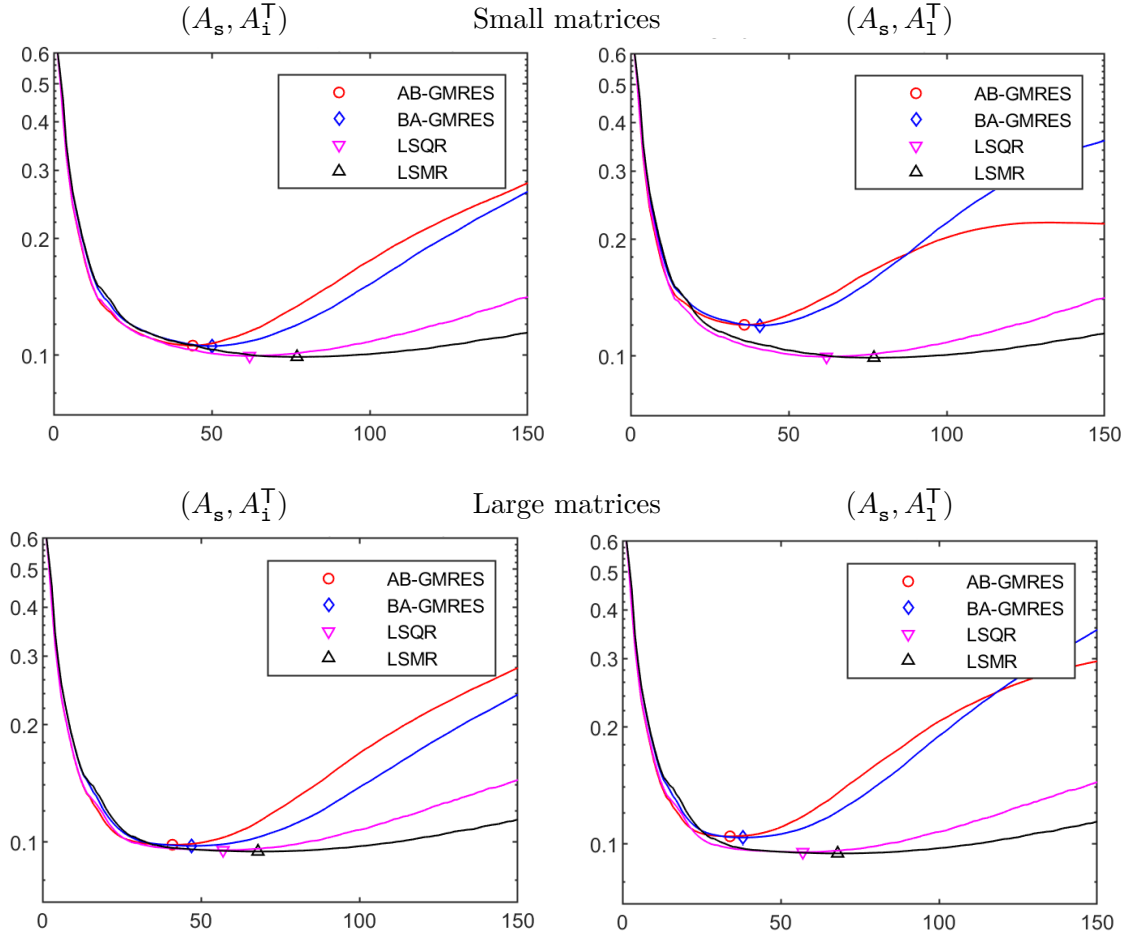 (A_s, A_i^T) Small matrices (A_s, A_l^T)
0.6
0.5
0.4
0.3
0.2
0.1
0 50 100 150
AB-GMRES
BA-GMRES
LSQR
LSMR
0.6
0.5
0.4
0.3
0.2
0.1
0 50 100 150
AB-GMRES
BA-GMRES
LSQR
LSMR
(A_s, A_i^T) Large matrices (A_s, A_l^T)
0.6
0.5
0.4
0.3
0.2
0.1
0 50 100 150
AB-GMRES
BA-GMRES
LSQR
LSMR
0.6
0.5
0.4
0.3
0.2
0.1
0 50 100 150
AB-GMRES
BA-GMRES
LSQR
LSMR